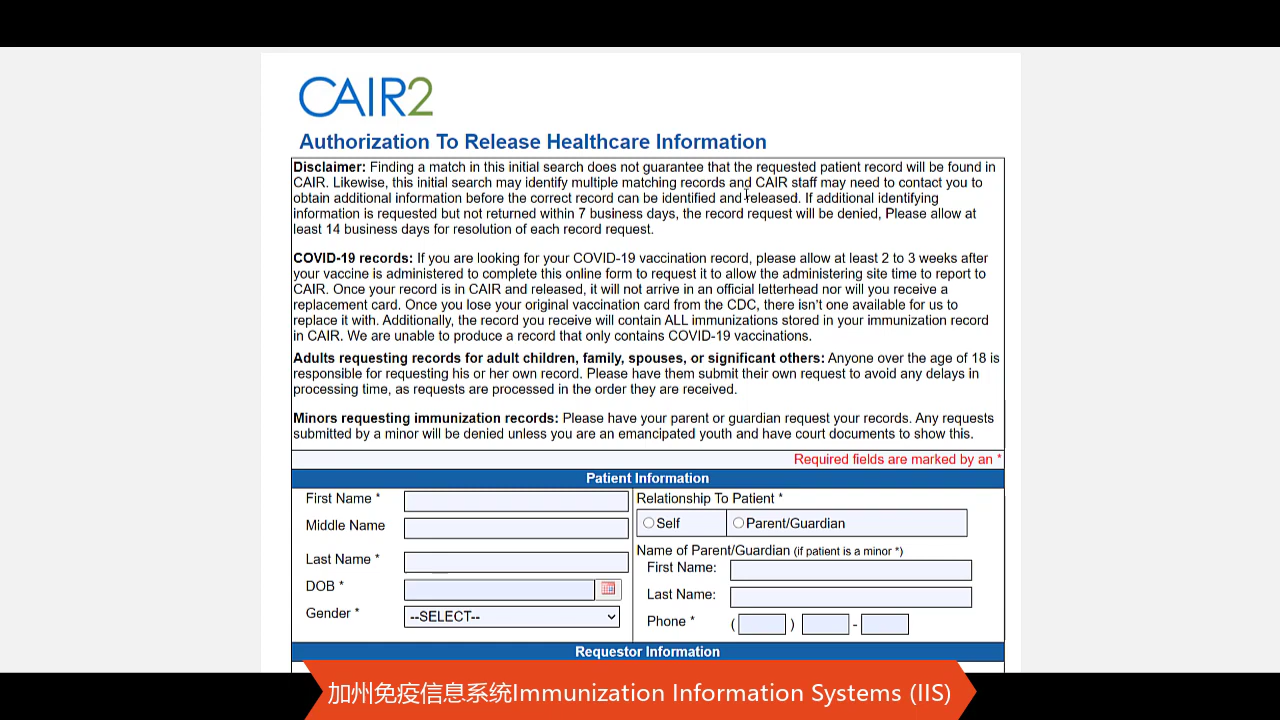 CAIR2
Authorization To Release Healthcare Information
Disclaimer: Finding a match in this initial search does not guarantee that the requested patient record will be found in
CAIR. Likewise, this initial search may identify multiple matching records and CAIR staff may need to contact you to
obtain additional information before the correct record can be identified and released. If additional identifying
information is requested but not returned within 7 business days, the record request will be denied, Please allow at
least 14 business days for resolution of each record request.
COVID-19 records: If you are looking for your COVID-19 vaccination record, please allow at least 2 to 3 weeks after
your vaccine is administered to complete this online form to request it to allow the administering site time to report to
CAIR. Once your record is in CAIR and released, it will not arrive in an official letterhead nor will you receive a
replacement card. Once you lose your original vaccination card from the CDC, there isn't one available for us to
replace it with. Additionally, the record you receive will contain ALL immunizations stored in your immunization record
in CAIR. We are unable to produce a record that only contains COVID-19 vaccinations.
Adults requesting records for adult children, family, spouses, or significant others: Anyone over the age of 18 is
responsible for requesting his or her own record. Please have them submit their own request to avoid any delays in
processing time, as requests are processed in the order they are received.
Minors requesting immunization records: Please have your parent or guardian request your records. Any requests
submitted by a minor will be denied unless you are an emancipated youth and have court documents to show this.
Required fields are marked by an *
Patient Information
First Name *
Middle Name
Last Name *
DOB *
Gender * --SELECT--
Relationship To Patient *
Self Parent/Guardian
Name of Parent/Guardian (if patient is a minor *)
First Name:
Last Name:
Phone * ( ) -
Requestor Information
加州免疫信息系统Immunization Information Systems (IIS)